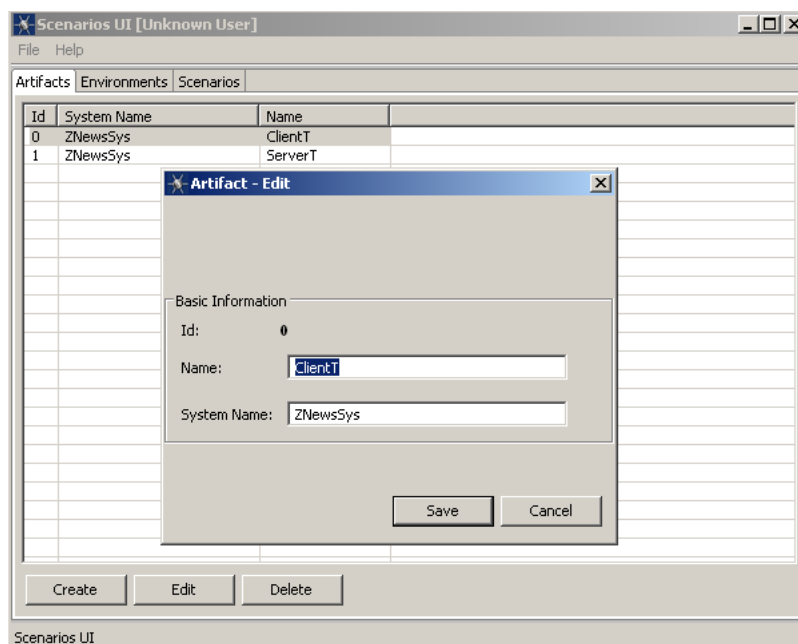 Scenarios UI [Unknown User]
File Help
Artifacts Environments Scenarios
Id System Name Name
0 ZNewsSys ClientT
1 ZNewsSys ServerT
Artifact - Edit
Basic Information
Id: 0
Name: ClientT
System Name: ZNewsSys
Save Cancel
Create Edit Delete
Scenarios UI